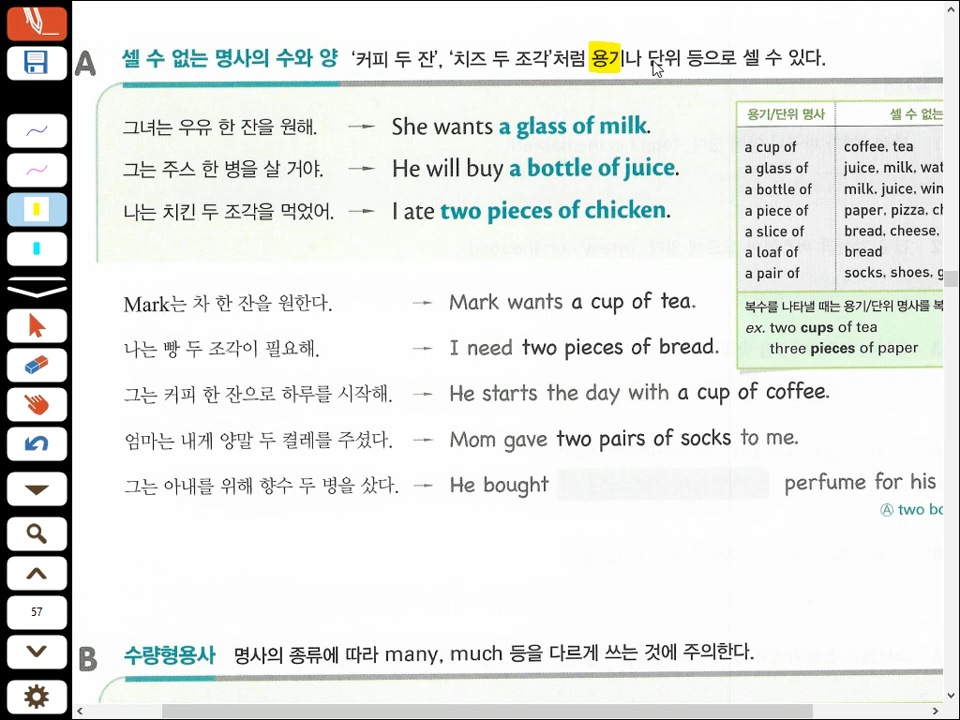 A 셀 수 없는 명사의 수와 양 '커피 두 잔', '치즈 두 조각'처럼 용기나 단위 등으로 셀 수 있다.
그녀는 우유 한 잔을 원해. → She wants a glass of milk.
그는 주스 한 병을 살 거야. → He will buy a bottle of juice.
나는 치킨 두 조각을 먹었어. → I ate two pieces of chicken.
용기/단위 명사 셀 수 없는
a cup of coffee, tea
a glass of juice, milk,
a bottle of milk, juice,
a piece of paper, pizza,
a slice of bread, cheese,
a loaf of bread
a pair of socks, shoes,
복수를 나타낼 때는 용기/단위 명사를
ex. two cups of tea
three pieces of paper
Mark는 차 한 잔을 원한다. → Mark wants a cup of tea.
나는 빵 두 조각이 필요해. → I need two pieces of bread.
그는 커피 한 잔으로 하루를 시작해. → He starts the day with a cup of coffee.
엄마는 내게 양말 두 켤레를 주셨다. → Mom gave two pairs of socks to me.
그는 아내를 위해 향수 두 병을 샀다. → He bought perfume for his
Ⓐ two
B 수량형용사 명사의 종류에 따라 many, much 등을 다르게 쓰는 것에 주의한다.
57